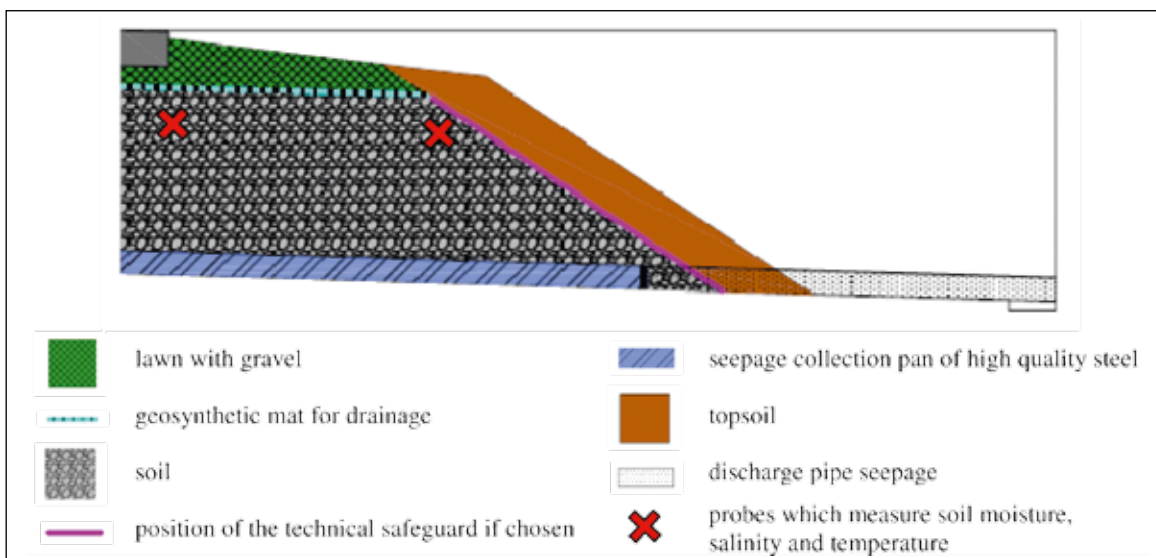 lawn with gravel
geosynthetic mat for drainage
soil
position of the technical safeguard if chosen
seepage collection pan of high quality steel
topsoil
discharge pipe seepage
probes which measure soil moisture,
salinity and temperature